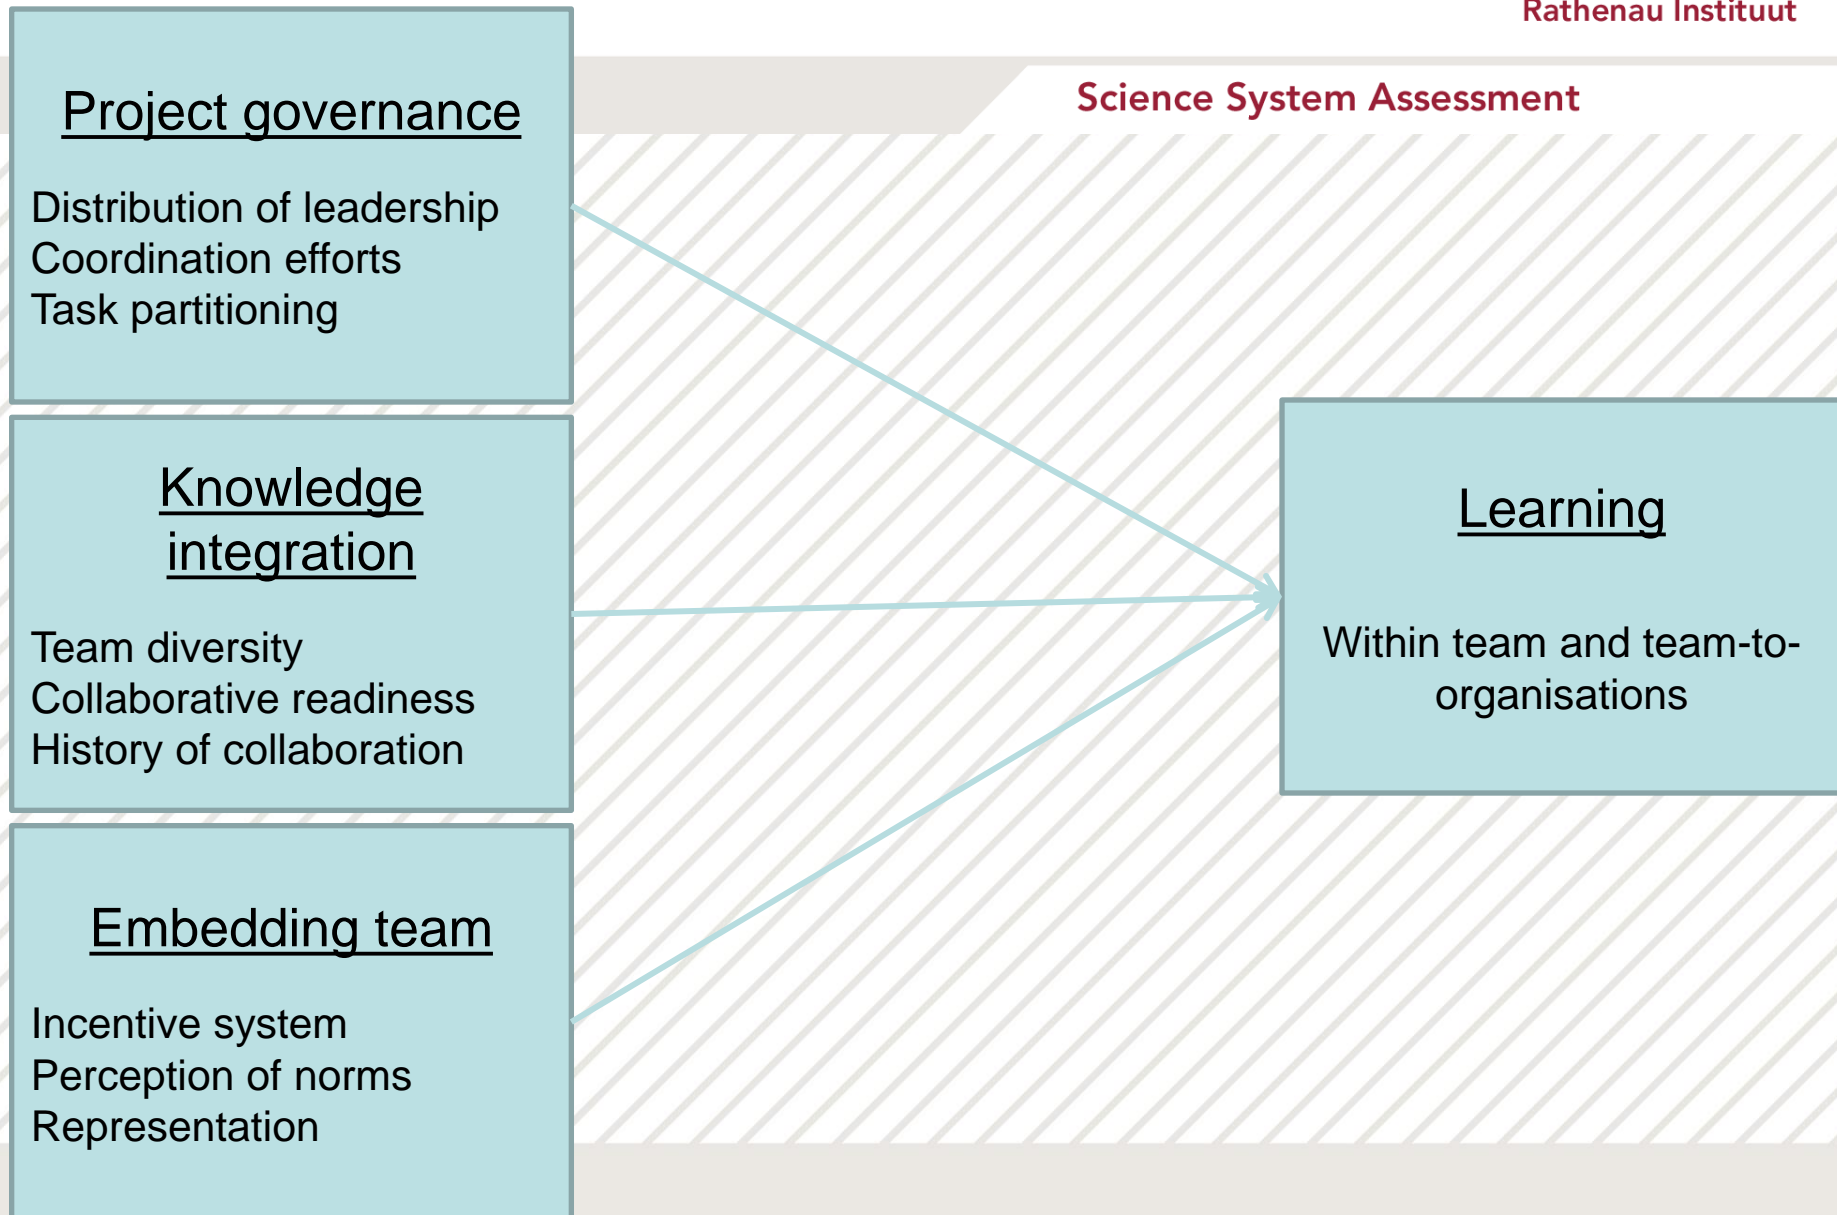 Rathenau Instituut
Science System Assessment
Project governance
Distribution of leadership
Coordination efforts
Task partitioning
Knowledge
integration
Team diversity
Collaborative readiness
History of collaboration
Embedding team
Incentive system
Perception of norms
Representation
Learning
Within team and team-to-
organisations